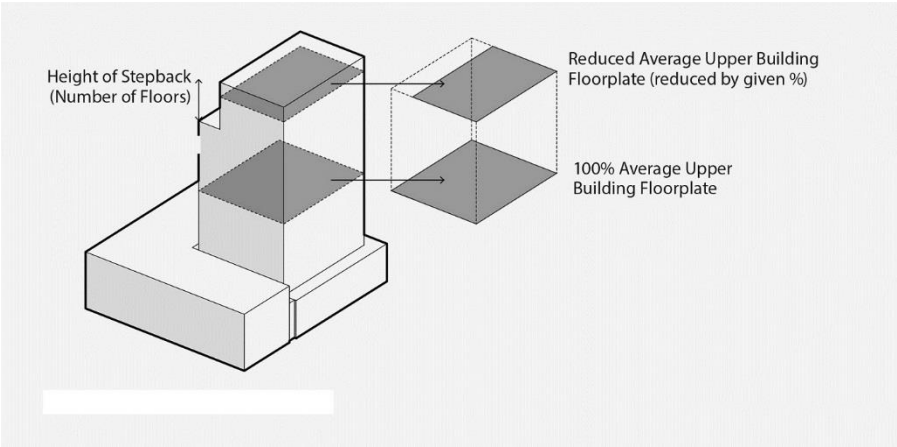 Height of Stepback
(Number of Floors)
Reduced Average Upper Building
Floorplate (reduced by given %)
100% Average Upper
Building Floorplate